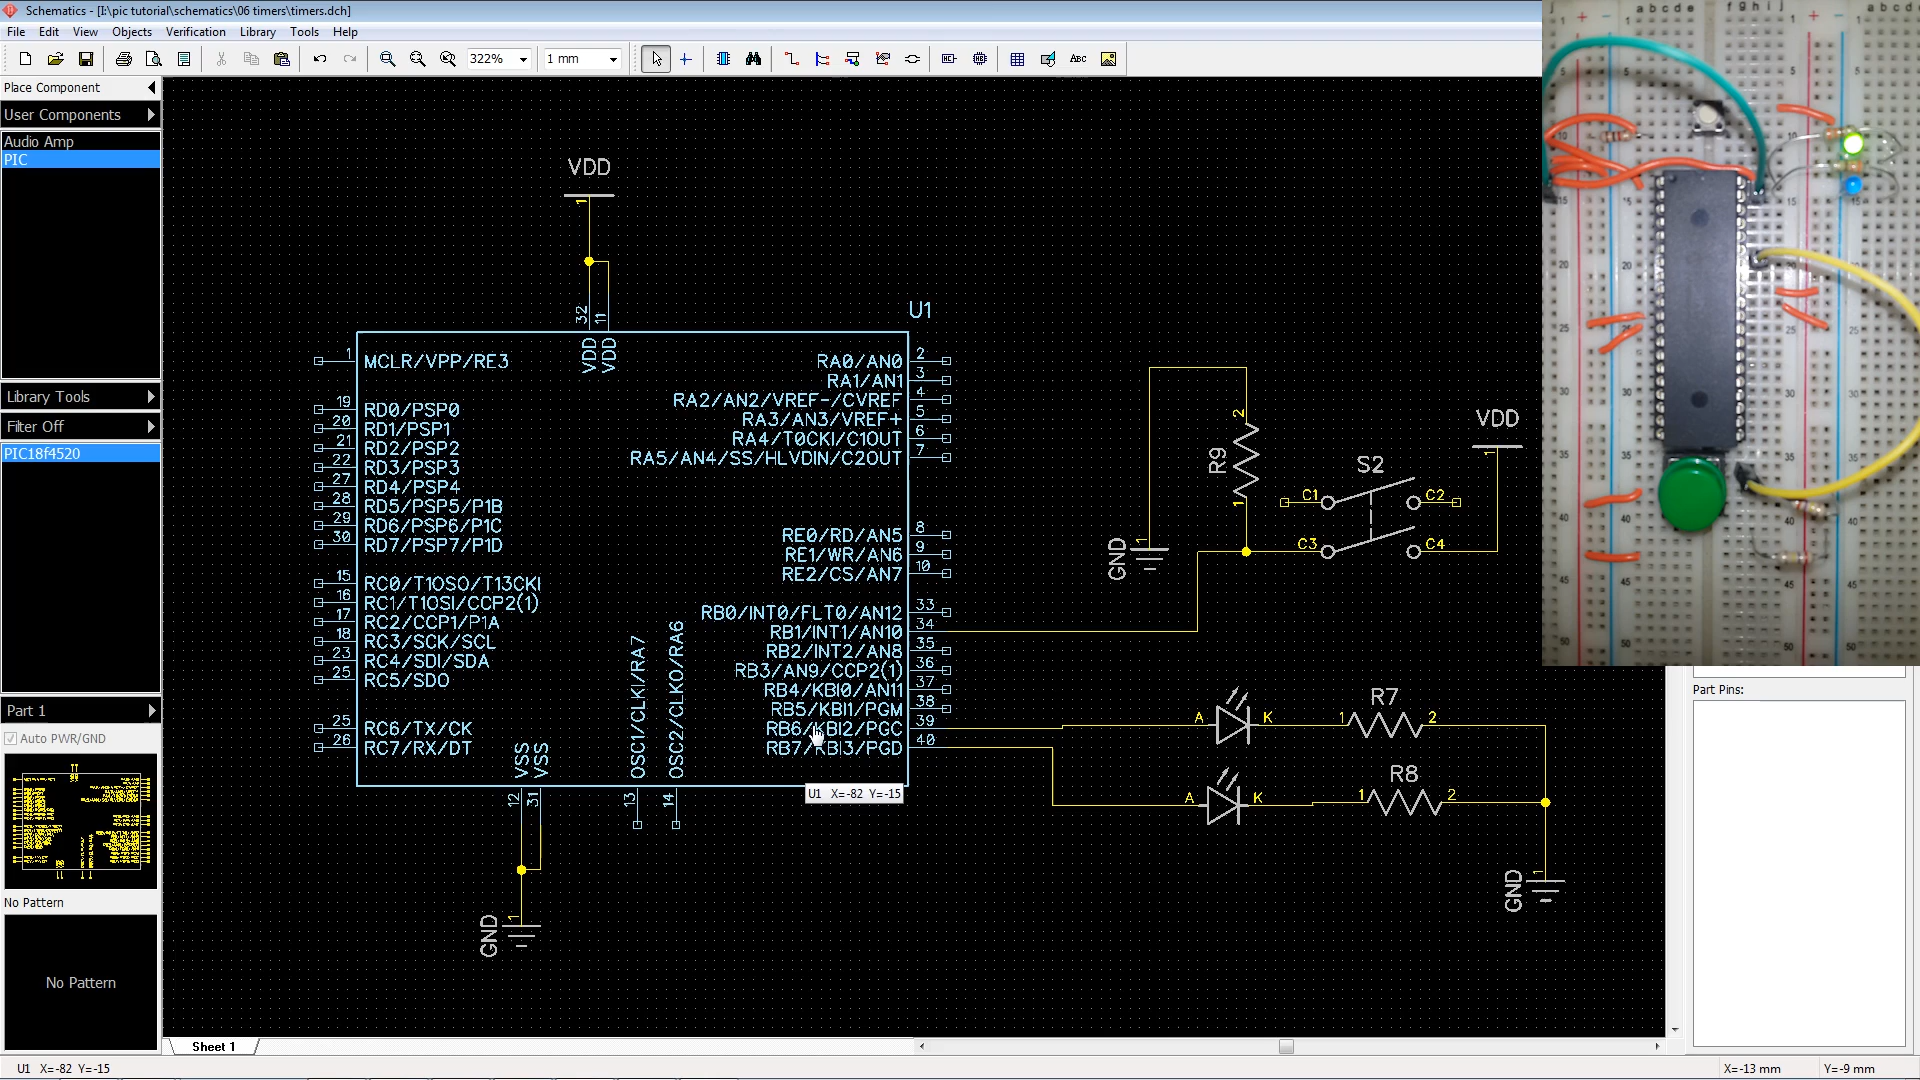 Schematics - [I:\pic tutorial\schematics\06 timers\timers.dch]
File Edit View Objects Verification Library Tools Help
322% 1 mm
ABC
Place Component
User Components
Audio Amp
PIC
Library Tools
Filter Off
PIC18f4520
Part 1
Auto PWR/GND
No Pattern
No Pattern
VDD
1
32
11
VDD
VDD
U1
1 MCLR/VPP/RE3
19 RD0/PSP0
20 RD1/PSP1
21 RD2/PSP2
22 RD3/PSP3
27 RD4/PSP4
28 RD5/PSP5/P1B
29 RD6/PSP6/P1C
30 RD7/PSP7/P1D
15 RC0/T1OSO/T13CKI
16 RC1/T1OSI/CCP2(1)
17 RC2/CCP1/P1A
18 RC3/SCK/SCL
23 RC4/SDI/SDA
25 RC5/SDO
25 RC6/TX/CK
26 RC7/RX/DT
RA0/AN0 2
RA1/AN1 3
RA2/AN2/VREF-/CVREF 4
RA3/AN3/VREF+ 5
RA4/T0CKI/C1OUT 6
RA5/AN4/SS/HLVDIN/C2OUT 7
RE0/RD/AN5 8
RE1/WR/AN6 9
RE2/CS/AN7 10
RB0/INT0/FLT0/AN12 33
RB1/INT1/AN10 34
RB2/INT2/AN8 35
RB3/AN9/CCP2(1) 36
RB4/KBI0/AN11 37
RB5/KBI1/PGM 38
RB6/KBI2/PGC 39
RB7/KBI3/PGD 40
VSS
VSS
OSC1/CLKI/RA7
OSC2/CLKO/RA6
12
31
13
14
GND
1
U1 X=-82 Y=-15
R9
2
1
GND
1
S2
C1 C2
C3 C4
VDD
1
A K
1 R7 2
A K
1 R8 2
GND
1
Part Pins:
Sheet 1
U1 X=-82 Y=-15
X=-13 mm Y=-9 mm